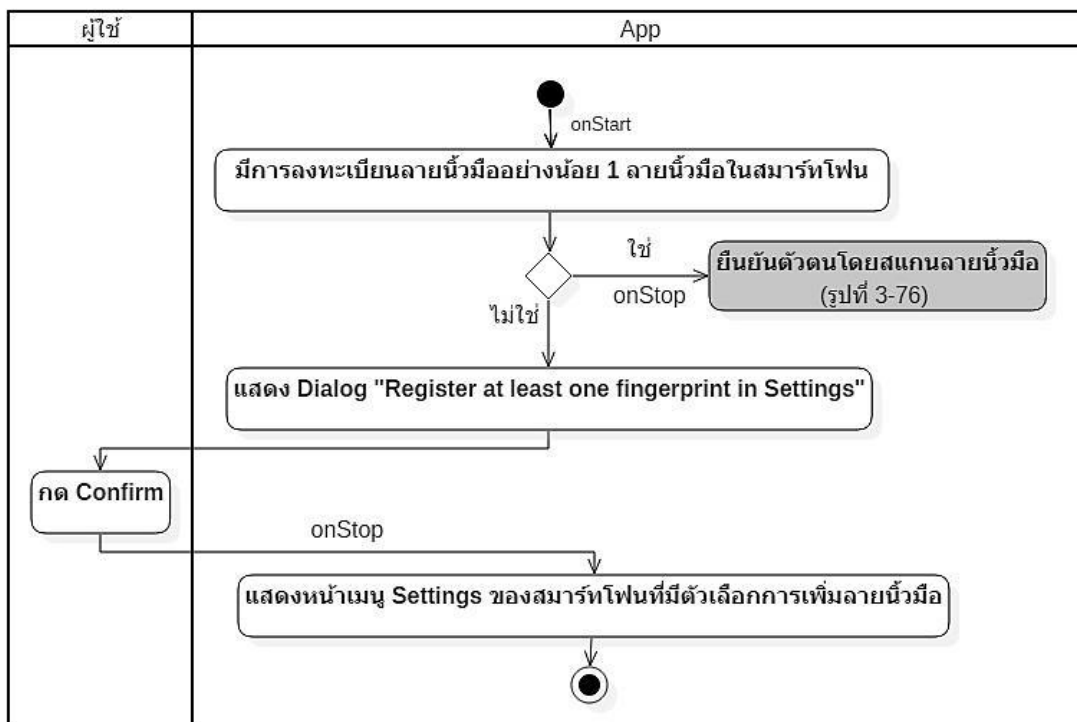 ผู้ใช้
App
onStart
มีการลงทะเบียนลายนิ้วมืออย่างน้อย 1 ลายนิ้วมือในสมาร์ทโฟน
ใช่
onStop
ยืนยันตัวตนโดยสแกนลายนิ้วมือ
(รูปที่ 3-76)
ไม่ใช่
แสดง Dialog "Register at least one fingerprint in Settings"
กด Confirm
onStop
แสดงหน้าเมนู Settings ของสมาร์ทโฟนที่มีตัวเลือกการเพิ่มลายนิ้วมือ